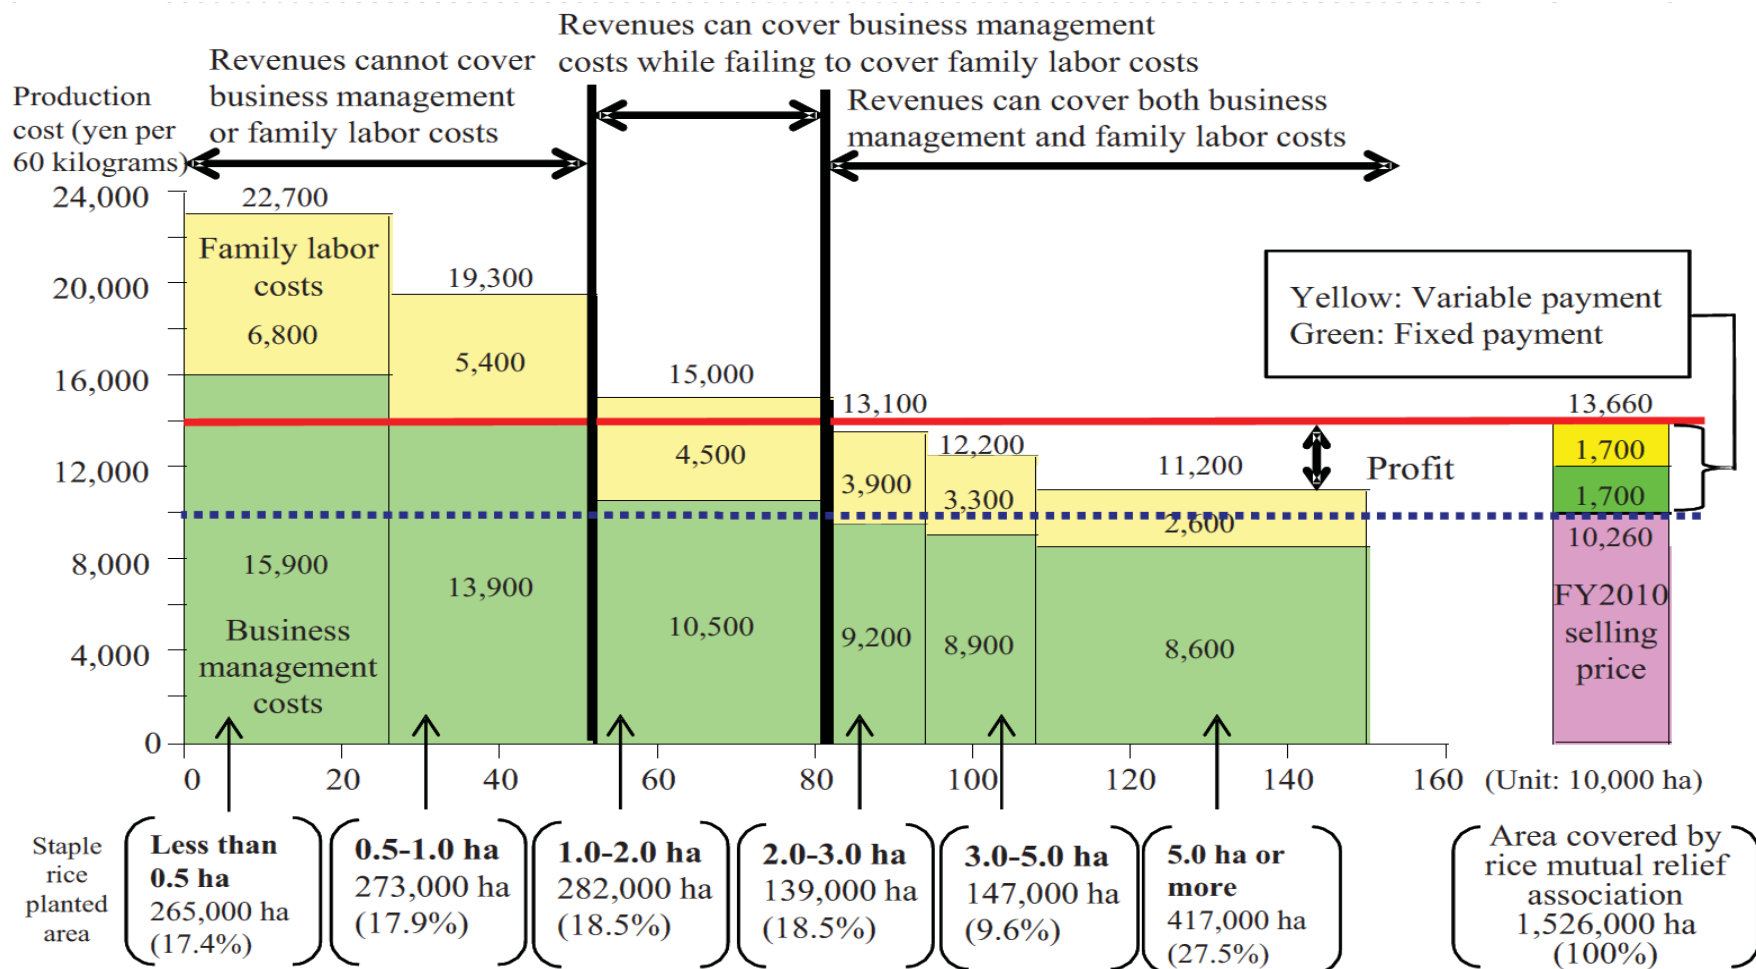 Revenues can cover business management
costs while failing to cover family labor costs
Revenues cannot cover
business management
or family labor costs
Revenues can cover both business
management and family labor costs
Production
cost (yen per
60 kilograms)
24,000
20,000
16,000
12,000
8,000
4,000
0
22,700
Family labor
costs
6,800
15,900
Business
management
costs
19,300
5,400
13,900
15,000
4,500
10,500
13,100
3,900
9,200
12,200
3,300
8,900
11,200
2,600
8,600
Profit
Yellow: Variable payment
Green: Fixed payment
13,660
1,700
1,700
10,260
FY2010
selling
price
0 20 40 60 80 100 120 140 160 (Unit: 10,000 ha)
Staple
rice
planted
area
Less than
0.5 ha
265,000 ha
(17.4%)
0.5-1.0 ha
273,000 ha
(17.9%)
1.0-2.0 ha
282,000 ha
(18.5%)
2.0-3.0 ha
139,000 ha
(18.5%)
3.0-5.0 ha
147,000 ha
(9.6%)
5.0 ha or
more
417,000 ha
(27.5%)
Area covered by
rice mutual relief
association
1,526,000 ha
(100%)